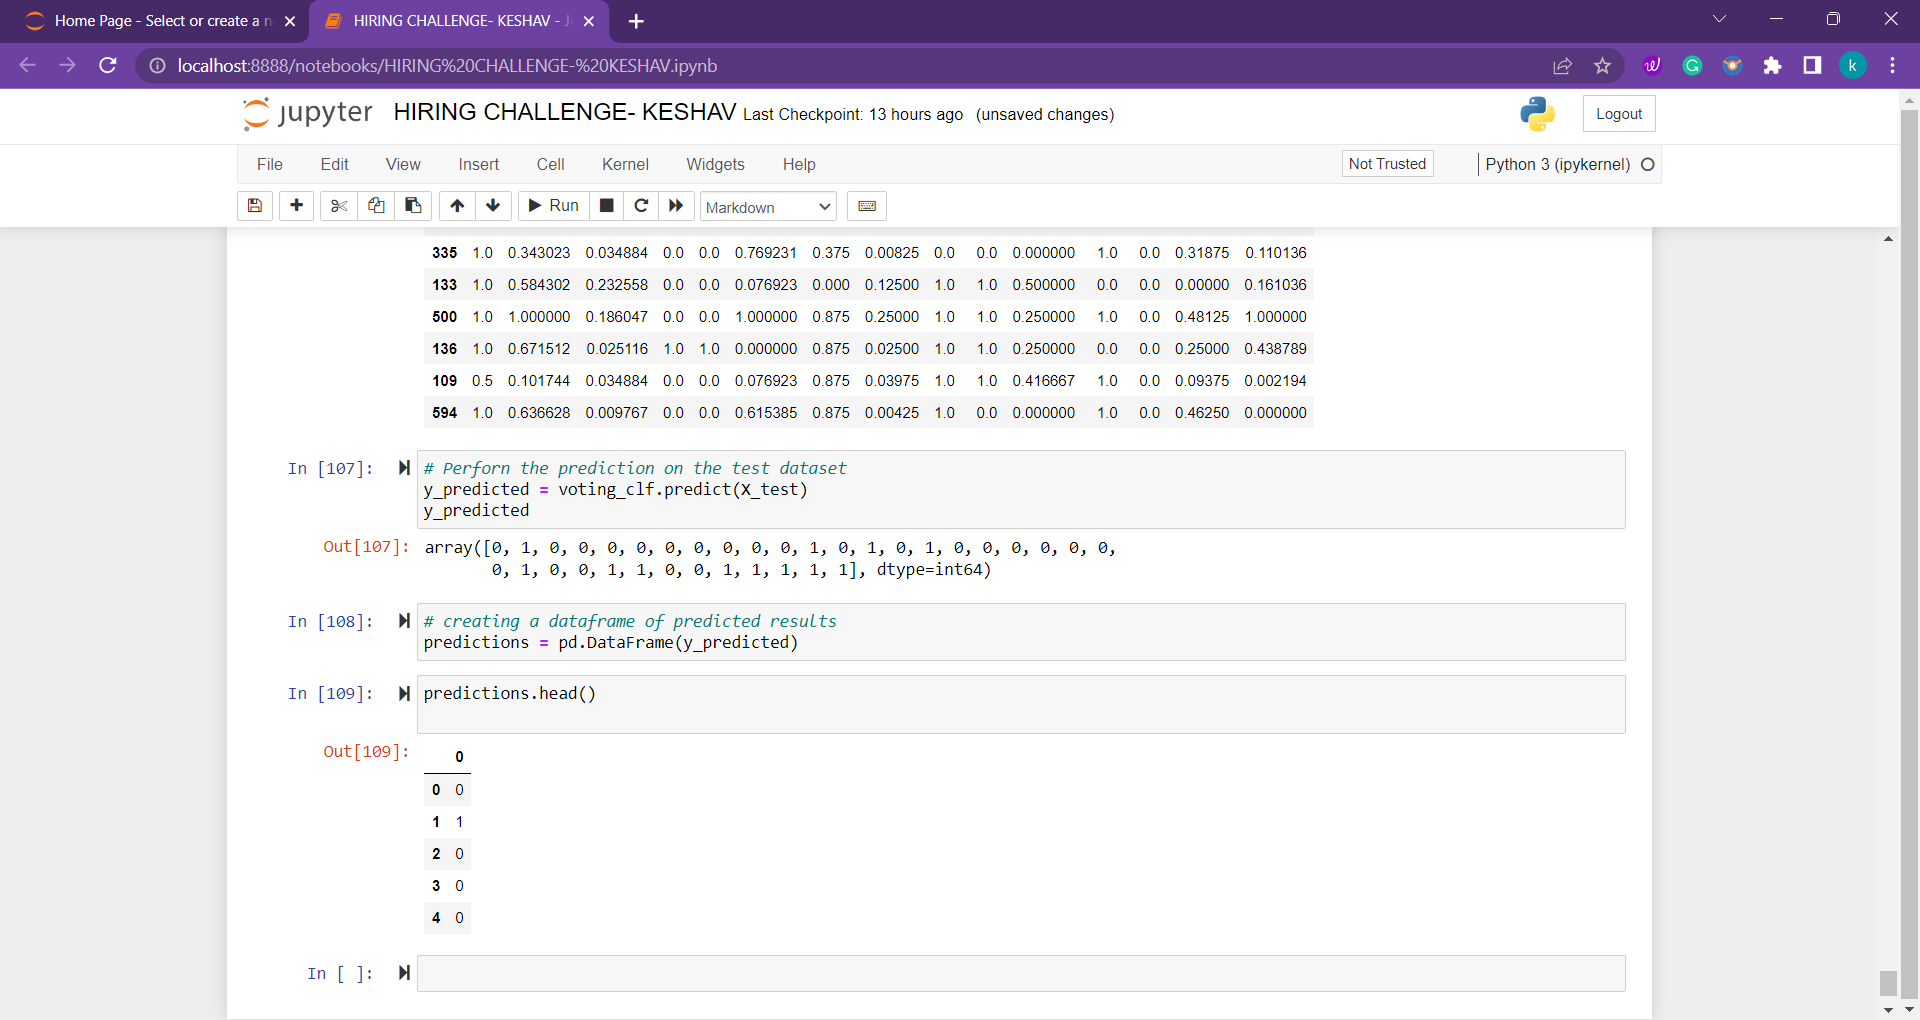 Home Page - Select or create a n
HIRING CHALLENGE- KESHAV - J
localhost:8888/notebooks/HIRING%20CHALLENGE-%20KESHAV.ipynb
k
jupyter HIRING CHALLENGE- KESHAV Last Checkpoint: 13 hours ago (unsaved changes)
Logout
File Edit View Insert Cell Kernel Widgets Help
Not Trusted
Python 3 (ipykernel)
Run
Markdown
335 1.0 0.343023 0.034884 0.0 0.0 0.769231 0.375 0.00825 0.0 0.0 0.000000 1.0 0.0 0.31875 0.110136
133 1.0 0.584302 0.232558 0.0 0.0 0.076923 0.000 0.12500 1.0 1.0 0.500000 0.0 0.0 0.00000 0.161036
500 1.0 1.000000 0.186047 0.0 0.0 1.000000 0.875 0.25000 1.0 1.0 0.250000 1.0 0.0 0.48125 1.000000
136 1.0 0.671512 0.025116 1.0 1.0 0.000000 0.875 0.02500 1.0 1.0 0.250000 0.0 0.0 0.25000 0.438789
109 0.5 0.101744 0.034884 0.0 0.0 0.076923 0.875 0.03975 1.0 1.0 0.416667 1.0 0.0 0.09375 0.002194
594 1.0 0.636628 0.009767 0.0 0.0 0.615385 0.875 0.00425 1.0 0.0 0.000000 1.0 0.0 0.46250 0.000000
In [107]: # Perforn the prediction on the test dataset
y_predicted = voting_clf.predict(X_test)
y_predicted
Out[107]: array([0, 1, 0, 0, 0, 0, 0, 0, 0, 0, 0, 1, 0, 1, 0, 1, 0, 0, 0, 0, 0, 0,
0, 1, 0, 0, 1, 1, 0, 0, 1, 1, 1, 1, 1], dtype=int64)
In [108]: # creating a dataframe of predicted results
predictions = pd.DataFrame(y_predicted)
In [109]: predictions.head()
Out[109]:
0
0 0
1 1
2 0
3 0
4 0
In [ ]: